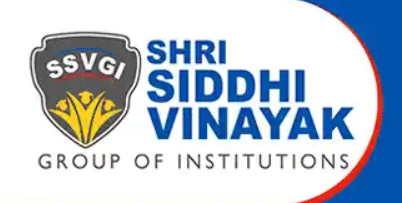 SSVGI
SHRI
SIDDHI
VINAYAK
GROUP OF INSTITUTIONS